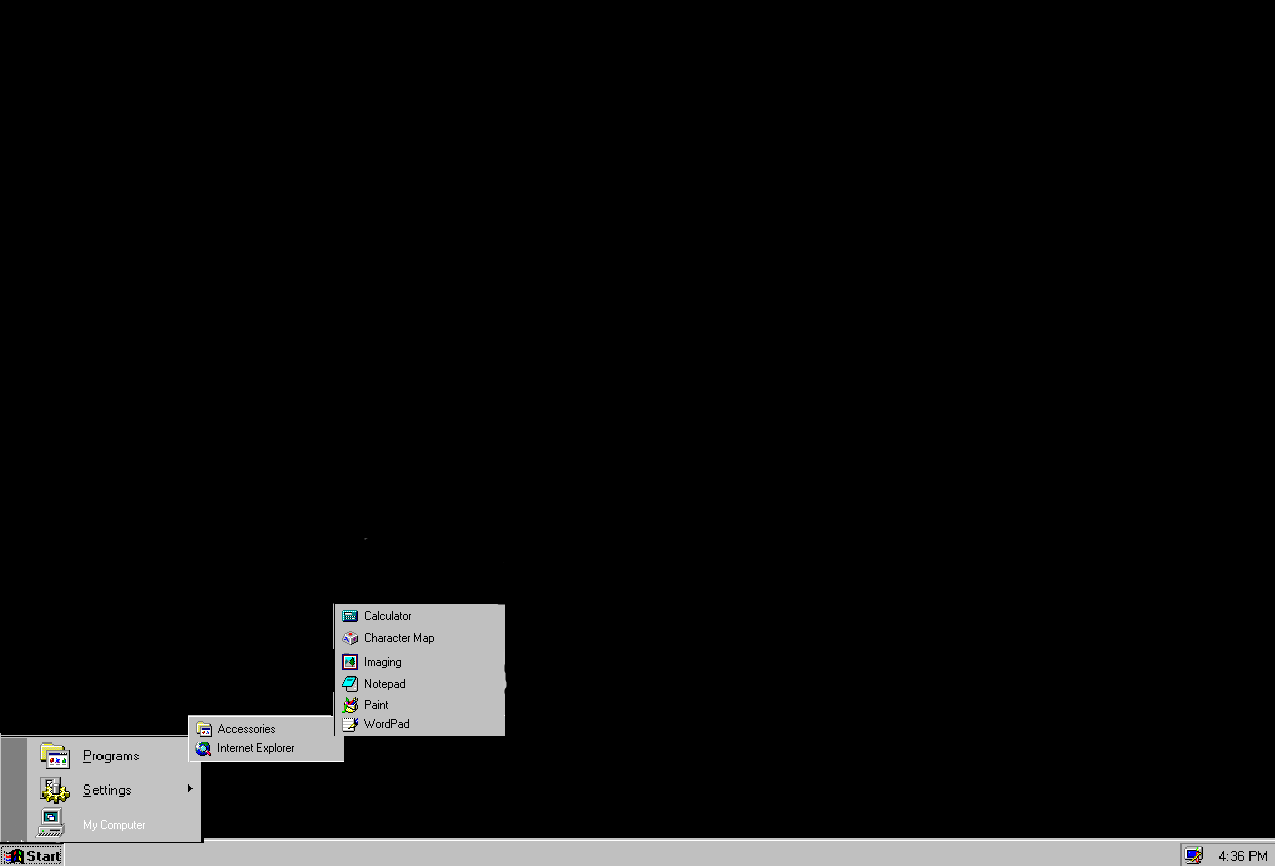 Calculator
Character Map
Imaging
Notepad
Paint
WordPad
Accessories
Internet Explorer
Programs
Settings
My Computer
Start
4:36 PM